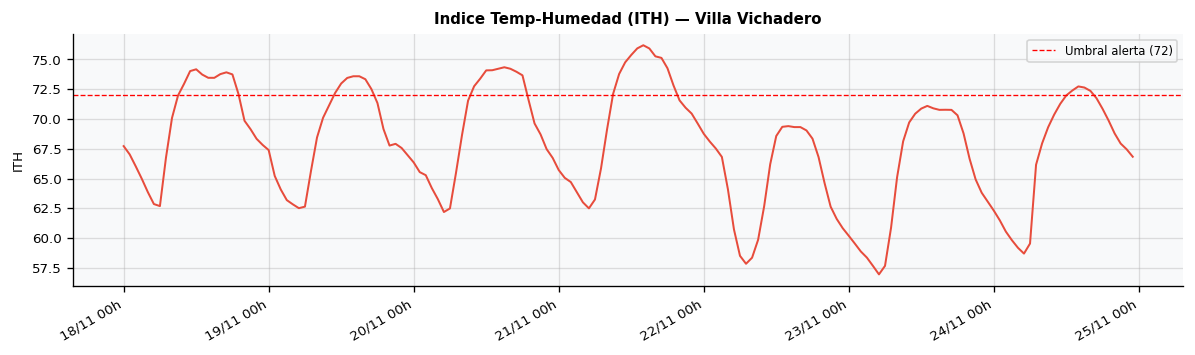 Indice Temp-Humedad (ITH) — Villa Vichadero
Umbral alerta (72)
ITH
75.0
72.5
70.0
67.5
65.0
62.5
60.0
57.5
18/11 00h
19/11 00h
20/11 00h
21/11 00h
22/11 00h
23/11 00h
24/11 00h
25/11 00h